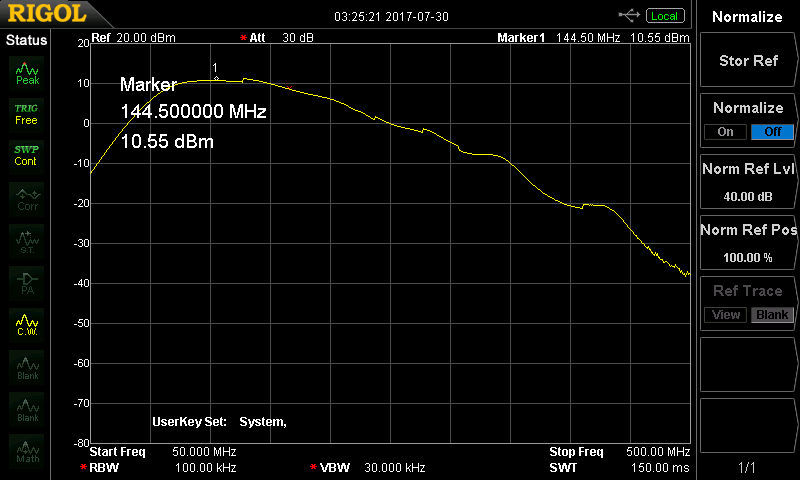 RIGOL
03:25:21 2017-07-30
Local
Normalize
Status
Ref 20.00 dBm * Att 30 dB Marker1 144.50 MHz 10.55 dBm
Peak
TRIG
Free
SWP
Cont
Corr
S.T.
PA
C.W.
Blank
Blank
Math
20
10
0
-10
-20
-30
-40
-50
-60
-70
-80
1
Marker
144.500000 MHz
10.55 dBm
UserKey Set: System,
Start Freq 50.000 MHz Stop Freq 500.00 MHz
* RBW 100.00 kHz * VBW 30.000 kHz SWT 150.00 ms
Stor Ref
Normalize
On Off
Norm Ref Lvl
40.00 dB
Norm Ref Pos
100.00 %
Ref Trace
View Blank
1/1